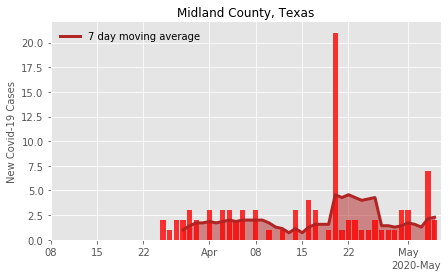 Midland County, Texas
7 day moving average
New Covid-19 Cases
20.0
17.5
15.0
12.5
10.0
7.5
5.0
2.5
0.0
08 15 22 Apr 08 15 22 May
2020-May